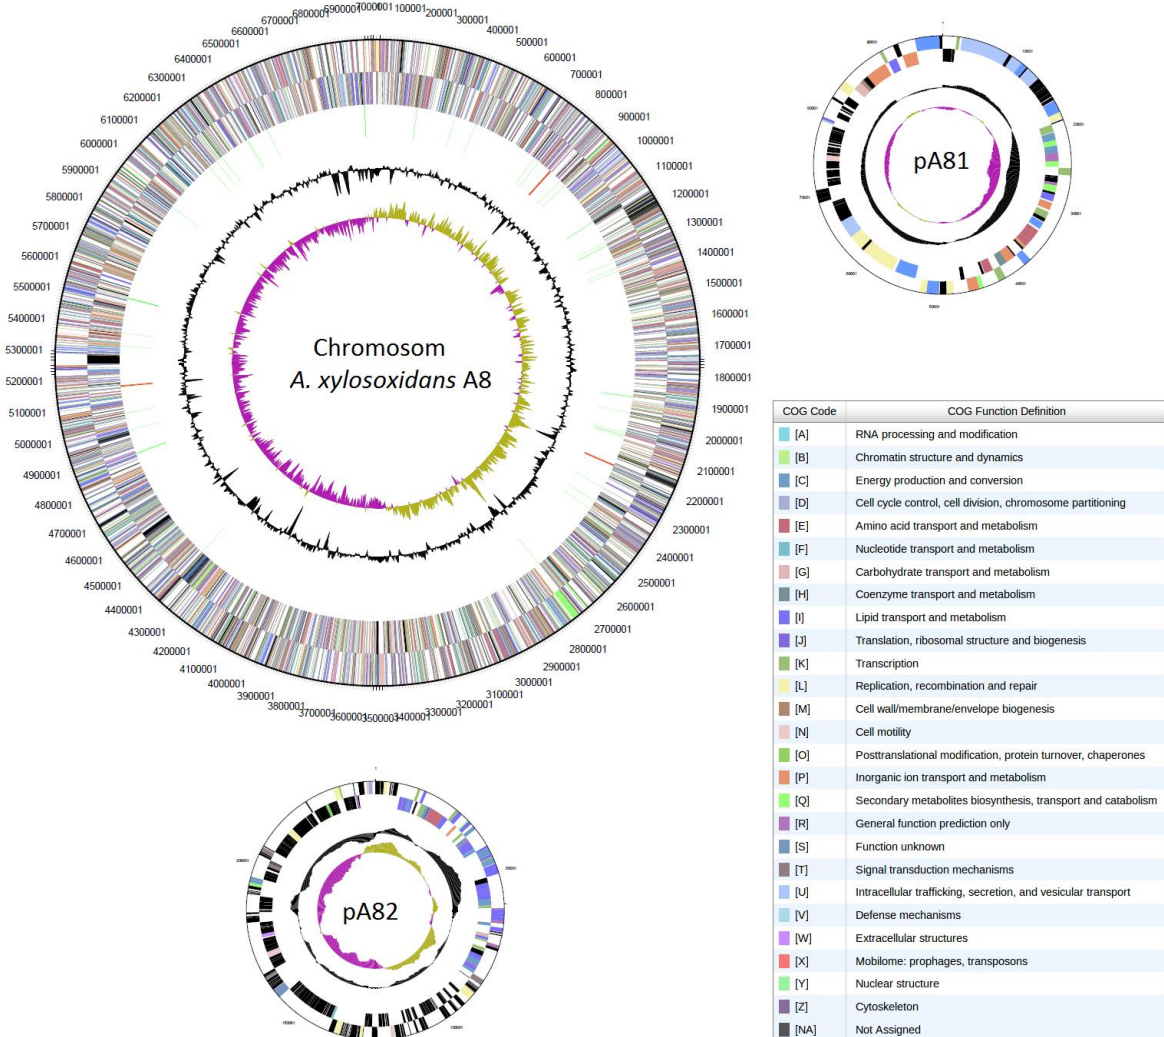 7000001
100001
200001
300001
400001
500001
600001
700001
800001
900001
1000001
1100001
1200001
1300001
1400001
1500001
1600001
1700001
1800001
1900001
2000001
2100001
2200001
2300001
2400001
2500001
2600001
2700001
2800001
2900001
3000001
3100001
3200001
3300001
3400001
3500001
3600001
3700001
3800001
3900001
4000001
4100001
4200001
4300001
4400001
4500001
4600001
4700001
4800001
4900001
5000001
5100001
5200001
5300001
5400001
5500001
5600001
5700001
5800001
5900001
6000001
6100001
6200001
6300001
6400001
6500001
6600001
6700001
6800001
6900001
Chromosom
A. xylosoxidans A8
pA81
pA82
COG Code COG Function Definition
[A] RNA processing and modification
[B] Chromatin structure and dynamics
[C] Energy production and conversion
[D] Cell cycle control, cell division, chromosome partitioning
[E] Amino acid transport and metabolism
[F] Nucleotide transport and metabolism
[G] Carbohydrate transport and metabolism
[H] Coenzyme transport and metabolism
[I] Lipid transport and metabolism
[J] Translation, ribosomal structure and biogenesis
[K] Transcription
[L] Replication, recombination and repair
[M] Cell wall/membrane/envelope biogenesis
[N] Cell motility
[O] Posttranslational modification, protein turnover, chaperones
[P] Inorganic ion transport and metabolism
[Q] Secondary metabolites biosynthesis, transport and catabolism
[R] General function prediction only
[S] Function unknown
[T] Signal transduction mechanisms
[U] Intracellular trafficking, secretion, and vesicular transport
[V] Defense mechanisms
[W] Extracellular structures
[X] Mobilome: prophages, transposons
[Y] Nuclear structure
[Z] Cytoskeleton
[NA] Not Assigned